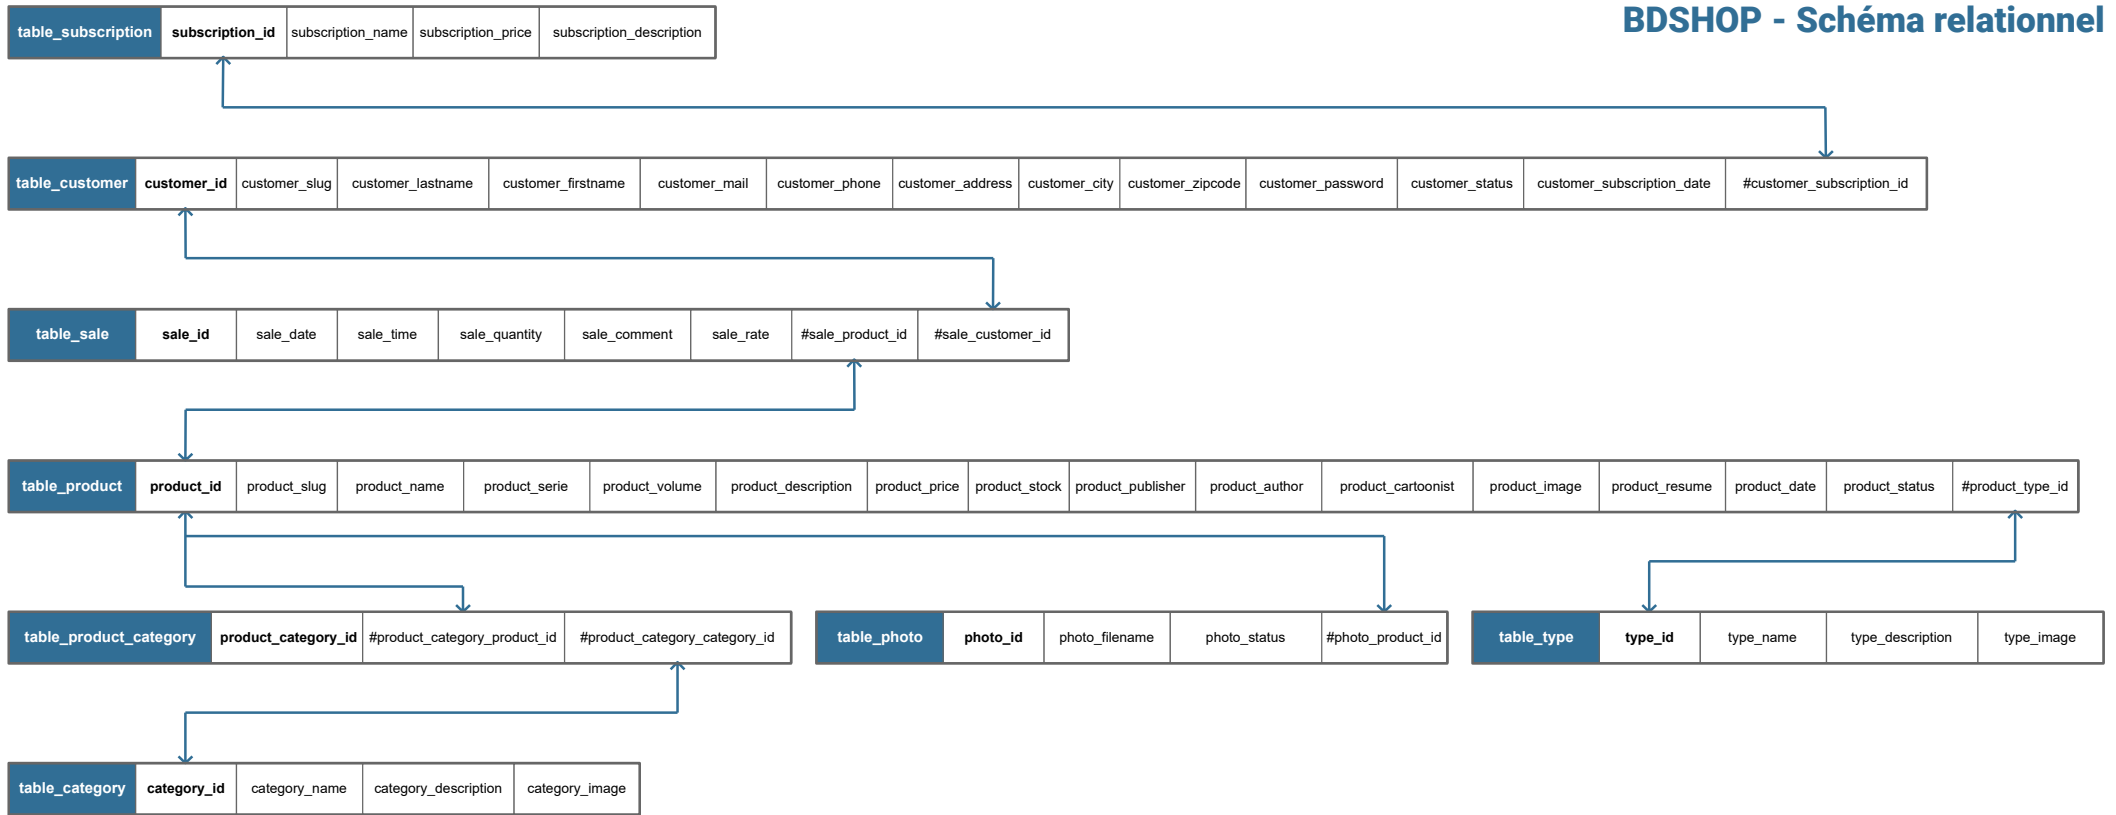 BDSHOP - Schéma relationnel
table_subscription subscription_id subscription_name subscription_price subscription_description
table_customer customer_id customer_slug customer_lastname customer_firstname customer_mail customer_phone customer_address customer_city customer_zipcode customer_password customer_status customer_subscription_date #customer_subscription_id
table_sale sale_id sale_date sale_time sale_quantity sale_comment sale_rate #sale_product_id #sale_customer_id
table_product product_id product_slug product_name product_serie product_volume product_description product_price product_stock product_publisher product_author product_cartoonist product_image product_resume product_date product_status #product_type_id
table_product_category product_category_id #product_category_product_id #product_category_category_id
table_photo photo_id photo_filename photo_status #photo_product_id
table_type type_id type_name type_description type_image
table_category category_id category_name category_description category_image